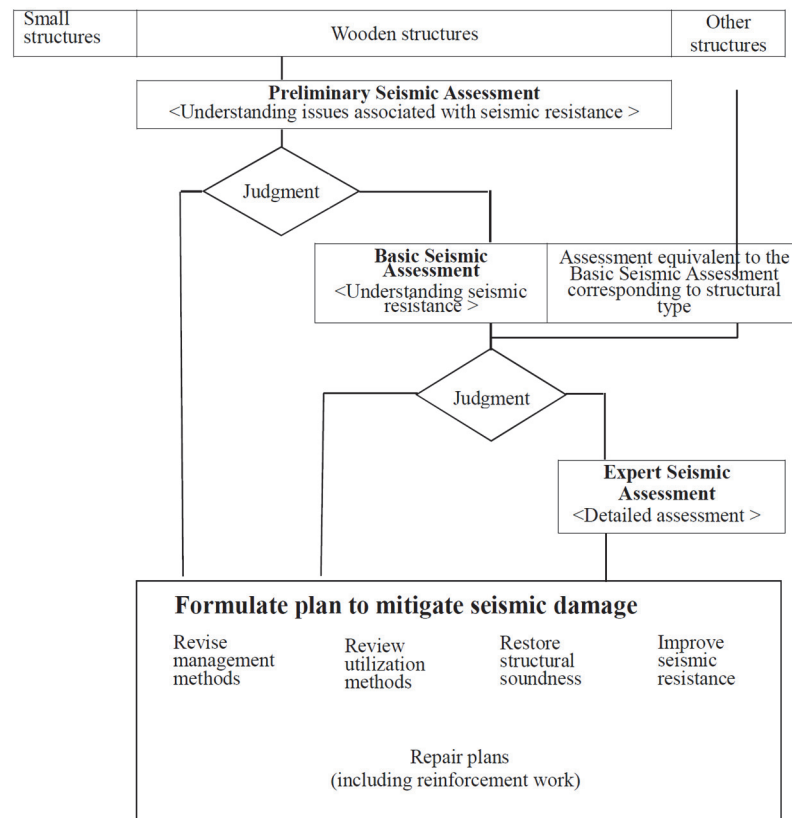 Small
structures
Wooden structures
Other
structures
Preliminary Seismic Assessment
<Understanding issues associated with seismic resistance >
Judgment
Basic Seismic
Assessment
<Understanding seismic
resistance >
Assessment equivalent to the
Basic Seismic Assessment
corresponding to structural
type
Judgment
Expert Seismic
Assessment
<Detailed assessment >
Formulate plan to mitigate seismic damage
Revise
management
methods
Review
utilization
methods
Restore
structural
soundness
Improve
seismic
resistance
Repair plans
(including reinforcement work)